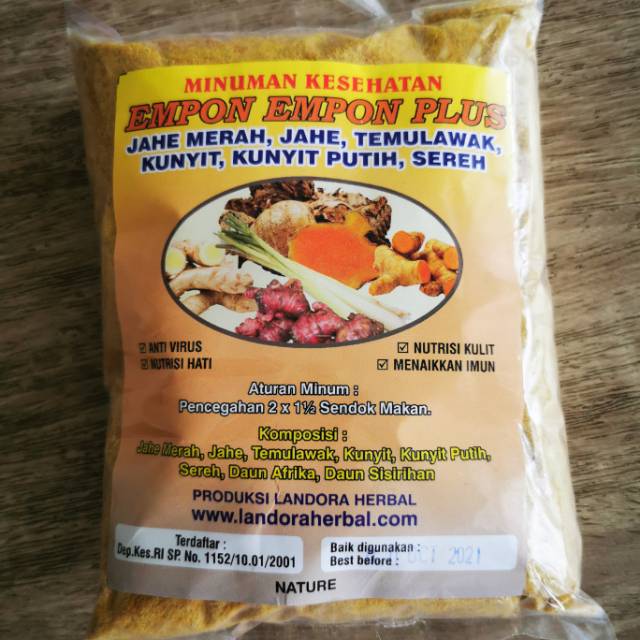 MINUMAN KESEHATAN
EMPON EMPON PLUS
JAHE MERAH, JAHE, TEMULAWAK,
KUNYIT, KUNYIT PUTIH, SEREH
☑ ANTI VIRUS
☑ NUTRISI HATI
☑ NUTRISI KULIT
☑ MENAIKKAN IMUN
Aturan Minum :
Pencegahan 2 x 1½ Sendok Makan.
Komposisi :
Jahe Merah, Jahe, Temulawak, Kunyit, Kunyit Putih,
Sereh, Daun Afrika, Daun Sisirihan
PRODUKSI LANDORA HERBAL
www.landoraherbal.com
Terdaftar :
Dep.Kes.RI SP. No. 1152/10.01/2001
Baik digunakan :
Best before : OCT 2021
NATURE